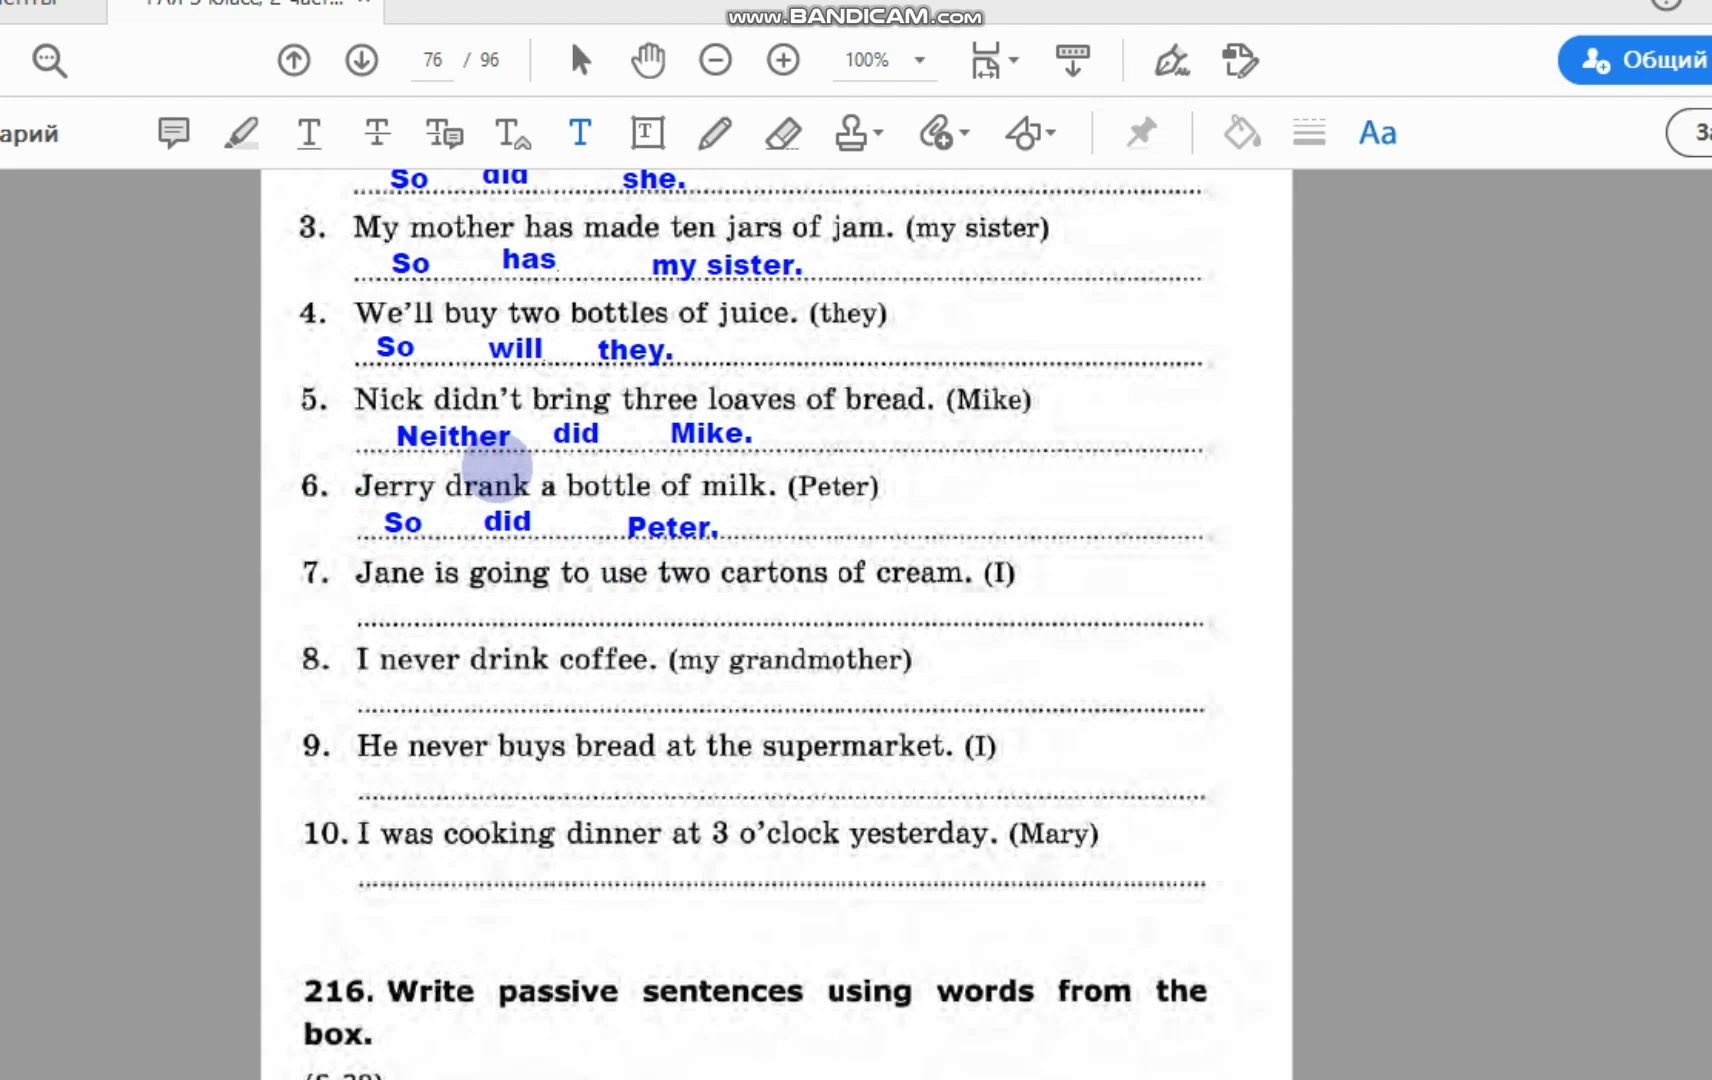 www.BANDICAM.com
76 / 96
100%
Общий
арий
Aa
So did she.
3. My mother has made ten jars of jam. (my sister)
So has my sister.
4. We'll buy two bottles of juice. (they)
So will they.
5. Nick didn't bring three loaves of bread. (Mike)
Neither did Mike.
6. Jerry drank a bottle of milk. (Peter)
So did Peter.
7. Jane is going to use two cartons of cream. (I)
8. I never drink coffee. (my grandmother)
9. He never buys bread at the supermarket. (I)
10. I was cooking dinner at 3 o'clock yesterday. (Mary)
216. Write passive sentences using words from the
box.